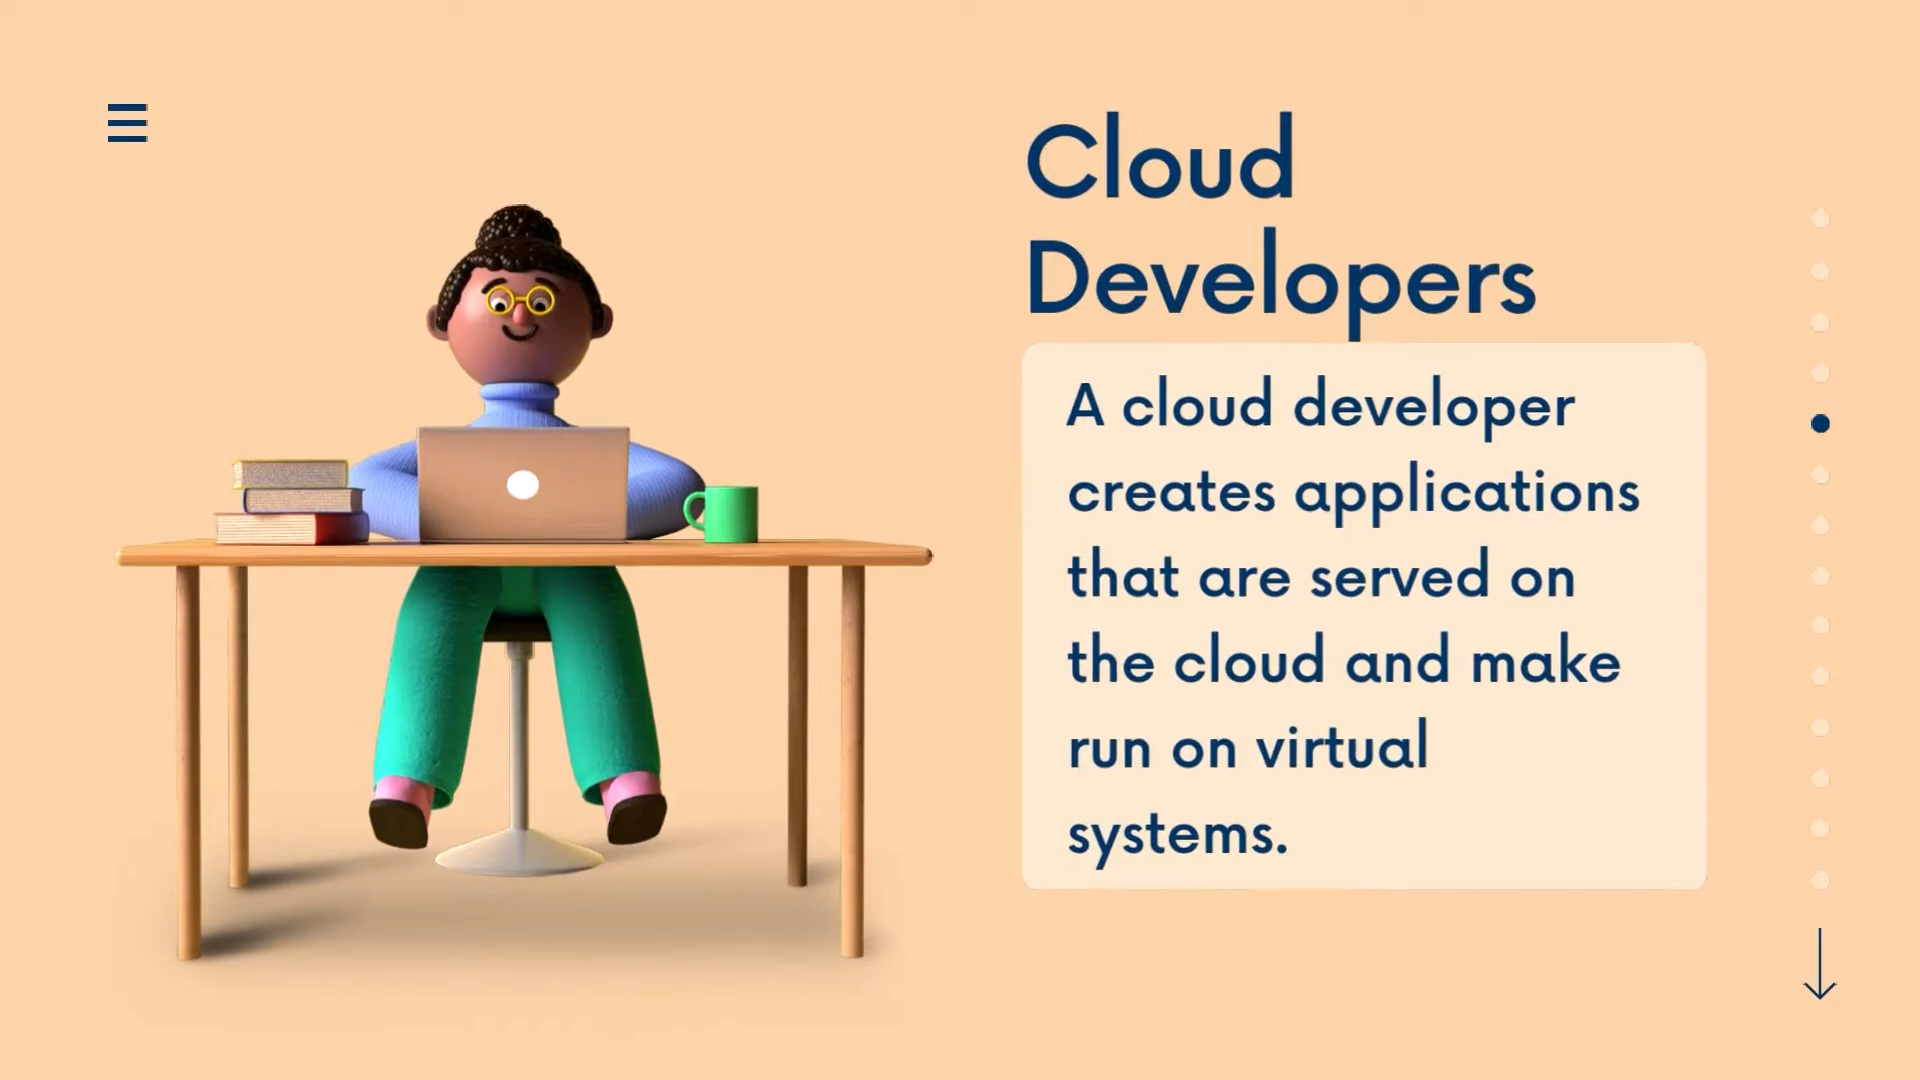 Cloud
Developers
A cloud developer
creates applications
that are served on
the cloud and make
run on virtual
systems.